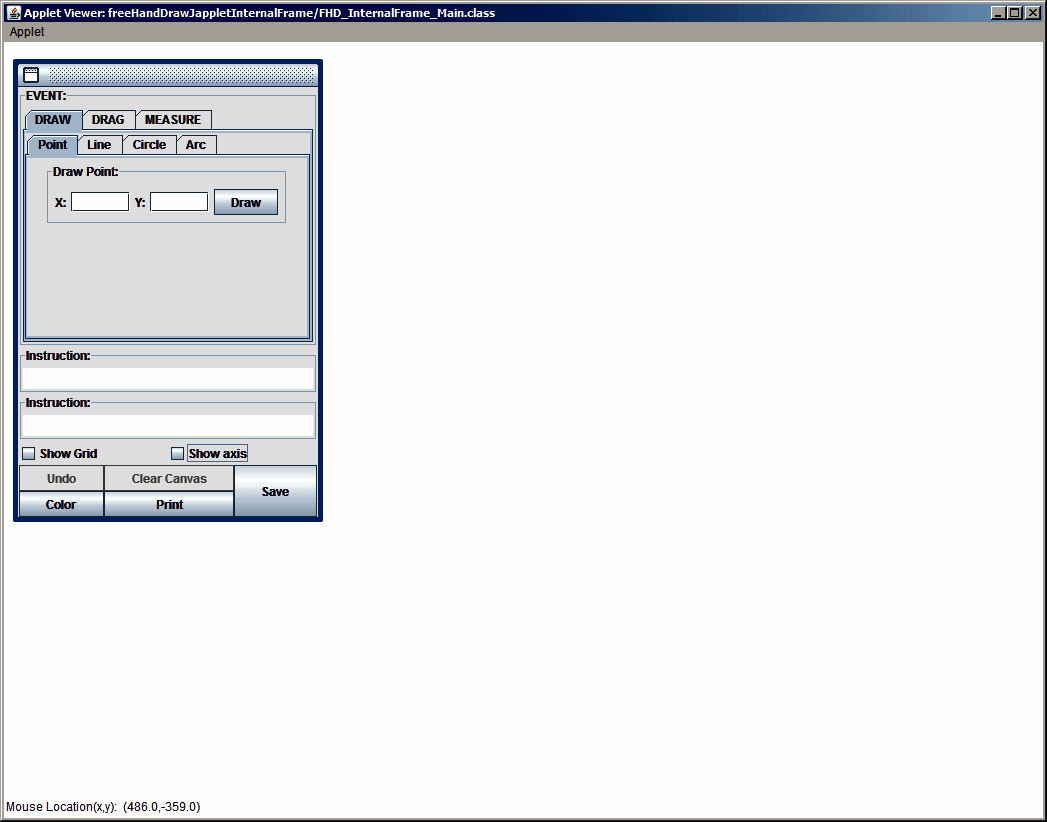 Applet Viewer: freeHandDrawJappletInternalFrame/FHD_InternalFrame_Main.class
Applet
EVENT:
DRAW DRAG MEASURE
Point Line Circle Arc
Draw Point:
X: Y: Draw
Instruction:
Instruction:
Show Grid Show axis
Undo Clear Canvas Save
Color Print
Mouse Location(x,y): (486.0,-359.0)